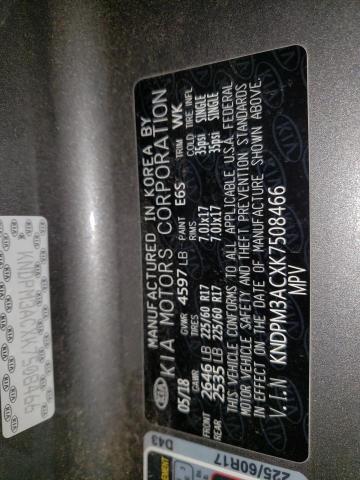 MANUFACTURED IN KOREA BY
KIA MOTORS CORPORATION
05/18 GVWR 4597 LB PAINT E6S TRIM WK
GAWR TIRES RIMS COLD TIRE INFL
FRONT 2646 LB 225/60 R17 7.0Jx17 35psi SINGLE
REAR 2535 LB 225/60 R17 7.0Jx17 35psi SINGLE
THIS VEHICLE CONFORMS TO ALL APPLICABLE U.S.A. FEDERAL
MOTOR VEHICLE SAFETY AND THEFT PREVENTION STANDARDS
IN EFFECT ON THE DATE OF MANUFACTURE SHOWN ABOVE.
V.I.N KNDPM3ACXK7508466
MPV
KNDPM3ACXK7508466
D43
225/60R17